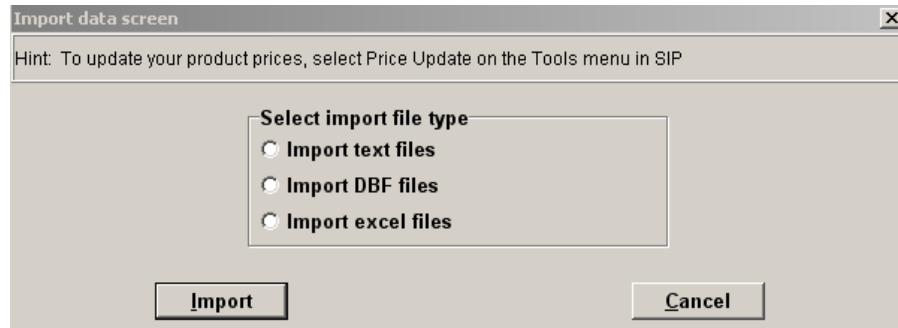 Import data screen
Hint: To update your product prices, select Price Update on the Tools menu in SIP
Select import file type
Import text files
Import DBF files
Import excel files
Import Cancel